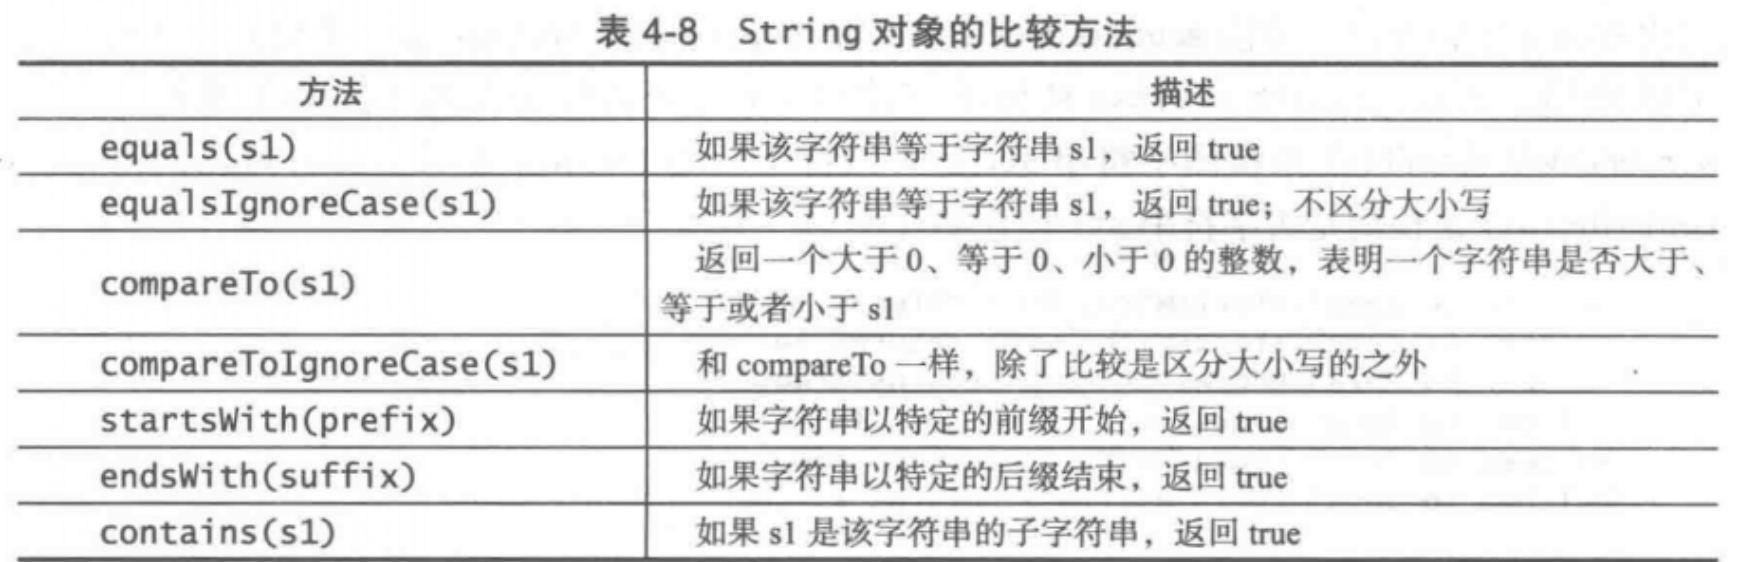 表 4-8 String 对象的比较方法
方法 描述
equals(s1) 如果该字符串等于字符串 s1，返回 true
equalsIgnoreCase(s1) 如果该字符串等于字符串 s1，返回 true；不区分大小写
compareTo(s1) 返回一个大于 0、等于 0、小于 0 的整数，表明一个字符串是否大于、
等于或者小于 s1
compareToIgnoreCase(s1) 和 compareTo 一样，除了比较是区分大小写的之外
startsWith(prefix) 如果字符串以特定的前缀开始，返回 true
endsWith(suffix) 如果字符串以特定的后缀结束，返回 true
contains(s1) 如果 s1 是该字符串的子字符串，返回 true